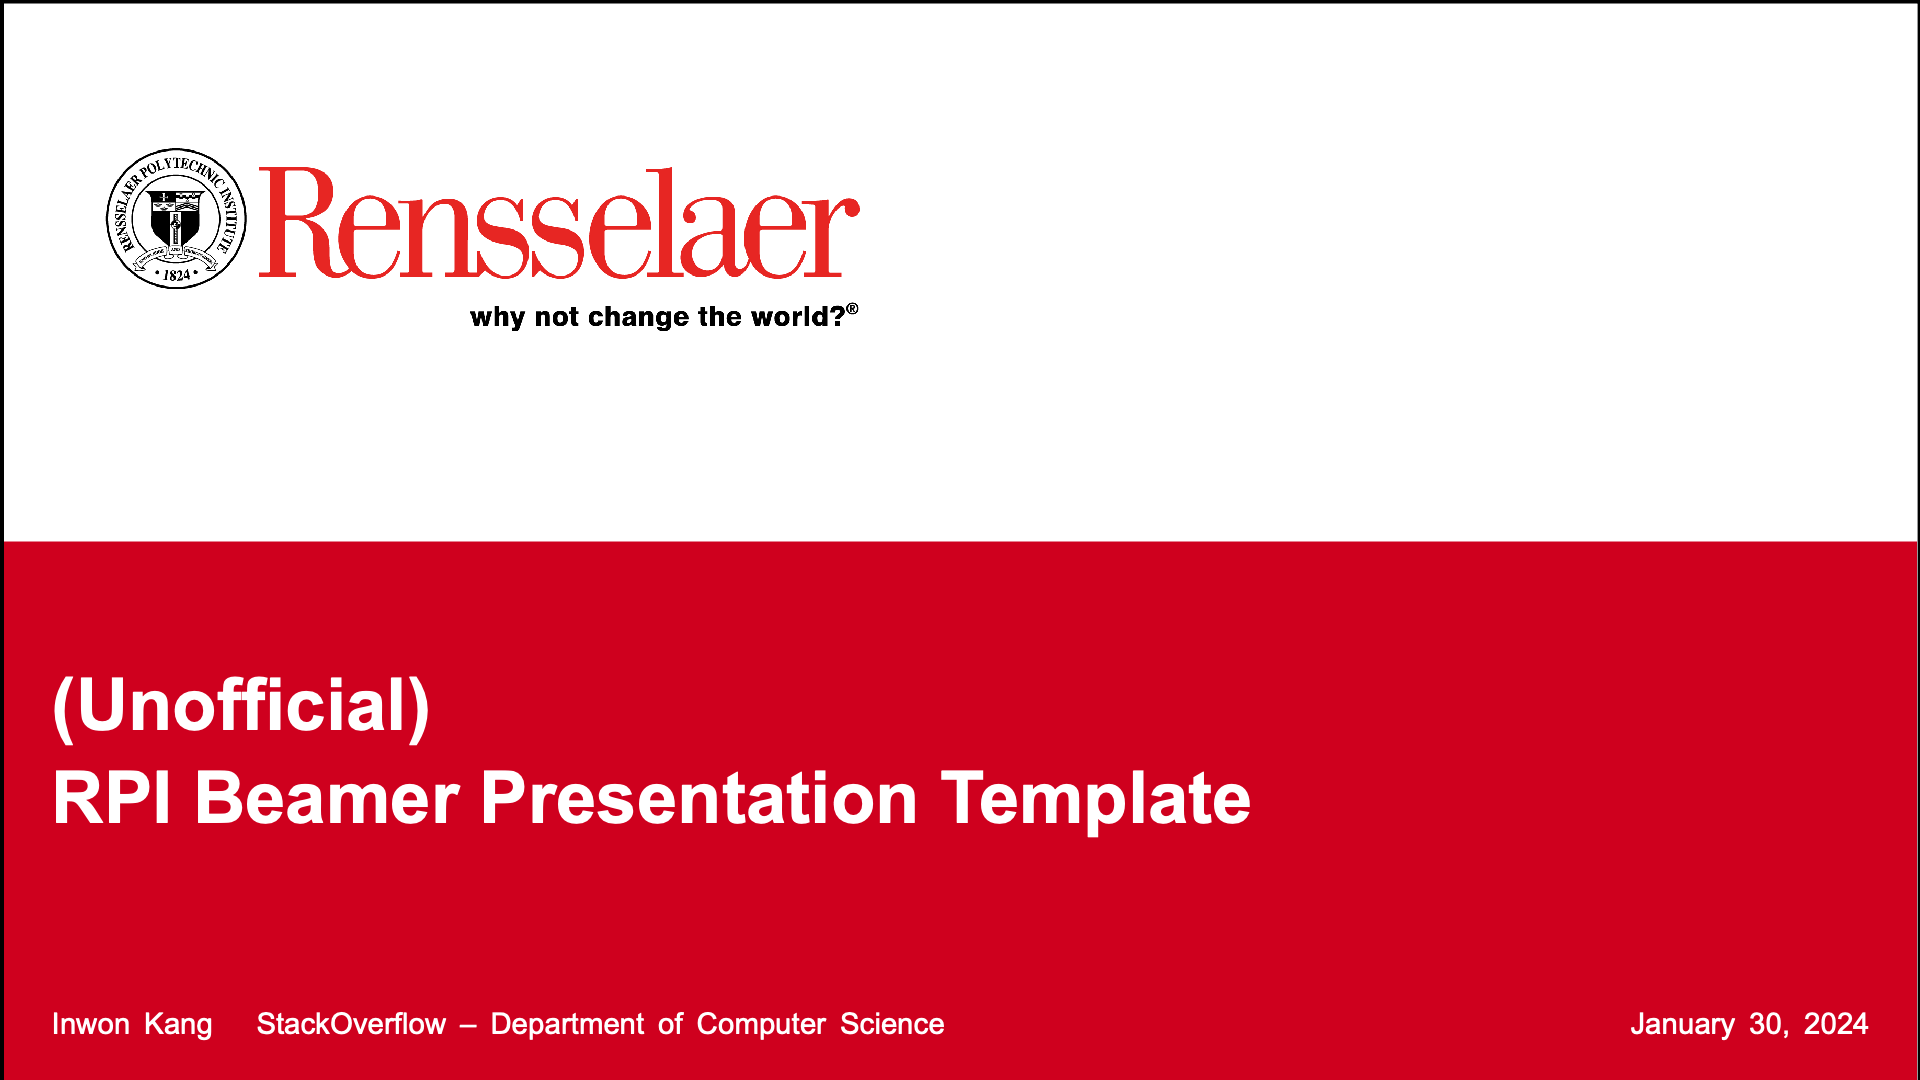 RENSSELAER POLYTECHNIC INSTITUTE
• 1824 •
Rensselaer
why not change the world?®
(Unofficial)
RPI Beamer Presentation Template
Inwon Kang StackOverflow – Department of Computer Science January 30, 2024